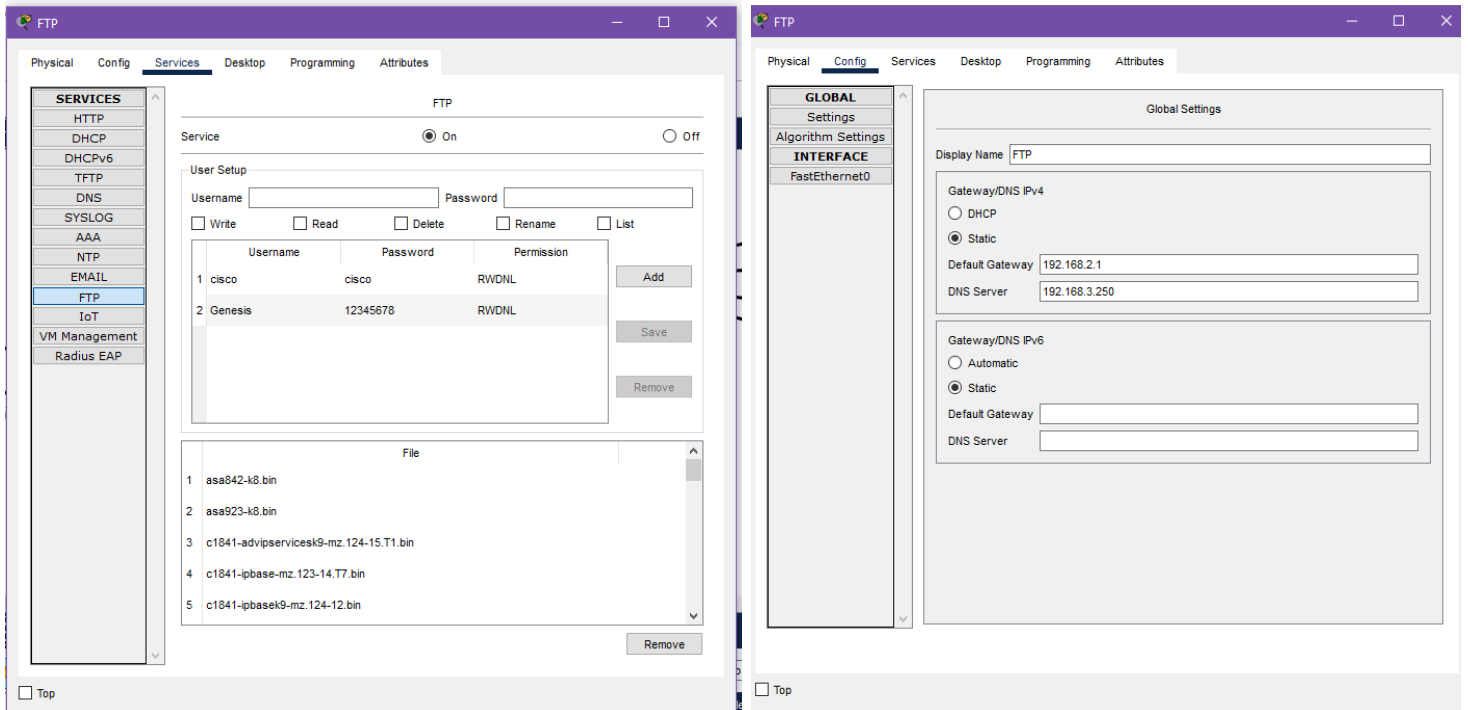 FTP
Physical Config Services Desktop Programming Attributes
SERVICES
HTTP
DHCP
DHCPv6
TFTP
DNS
SYSLOG
AAA
NTP
EMAIL
FTP
IoT
VM Management
Radius EAP
FTP
Service On Off
User Setup
Username Password
Write Read Delete Rename List
Username Password Permission
1 cisco cisco RWDNL
2 Genesis 12345678 RWDNL
Add
Save
Remove
File
1 asa842-k8.bin
2 asa923-k8.bin
3 c1841-advipservicesk9-mz.124-15.T1.bin
4 c1841-ipbase-mz.123-14.T7.bin
5 c1841-ipbasek9-mz.124-12.bin
Remove
Top
FTP
Physical Config Services Desktop Programming Attributes
GLOBAL
Settings
Algorithm Settings
INTERFACE
FastEthernet0
Global Settings
Display Name FTP
Gateway/DNS IPv4
DHCP
Static
Default Gateway 192.168.2.1
DNS Server 192.168.3.250
Gateway/DNS IPv6
Automatic
Static
Default Gateway
DNS Server
Top